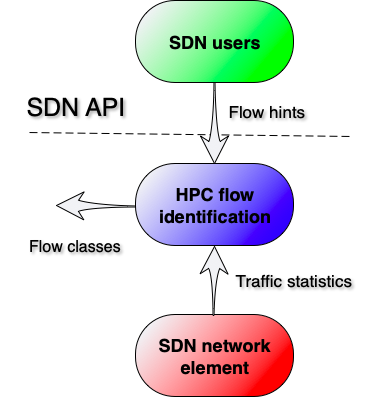 SDN users
SDN API
Flow hints
HPC flow
identification
Flow classes
Traffic statistics
SDN network
element